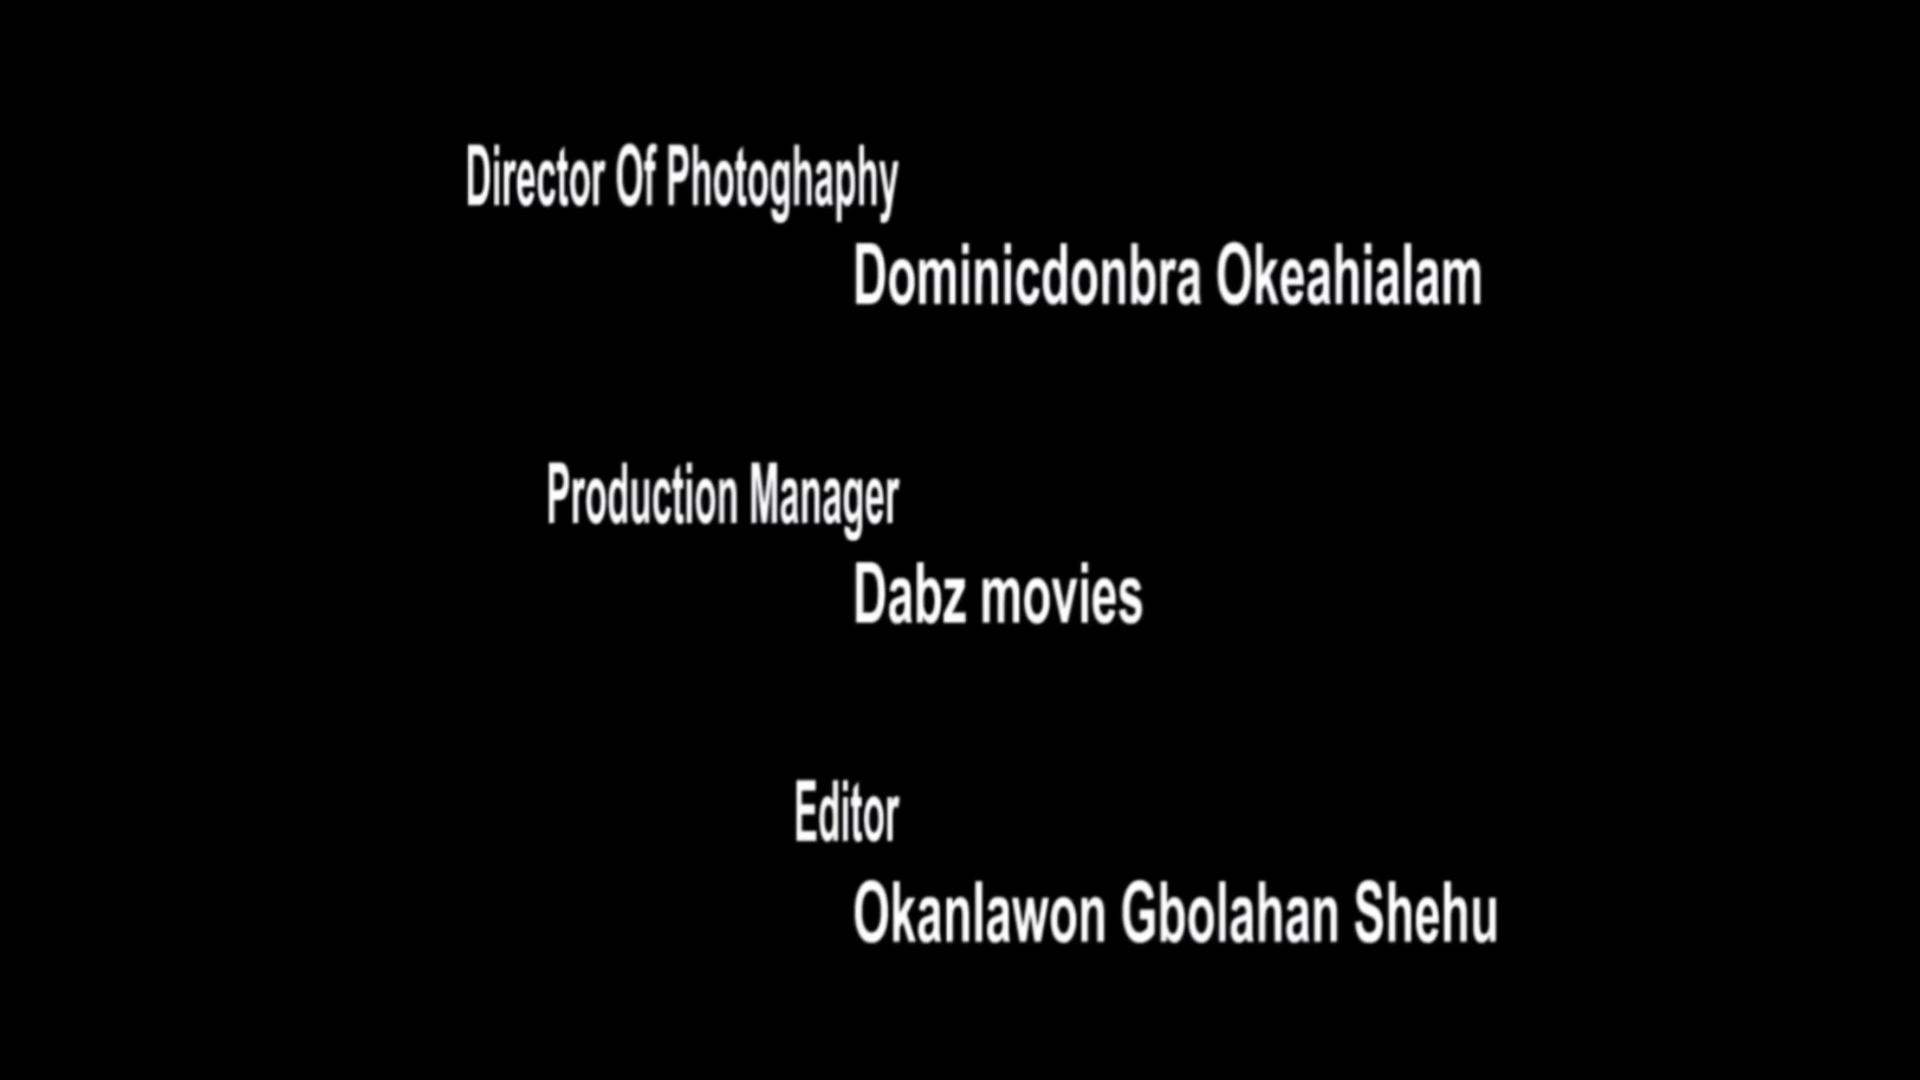 Director Of Photoghaphy
Dominicdonbra Okeahialam
Production Manager
Dabz movies
Editor
Okanlawon Gbolahan Shehu